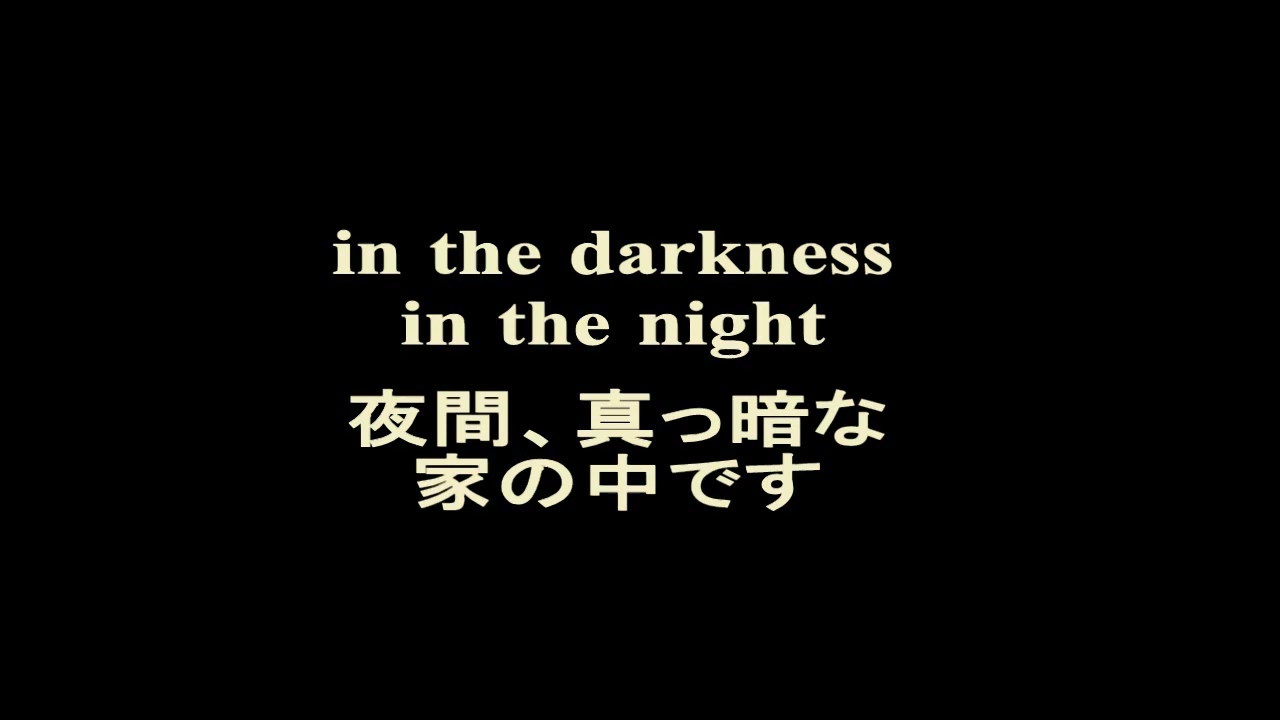 in the darkness
in the night
夜間、真っ暗な
家の中です